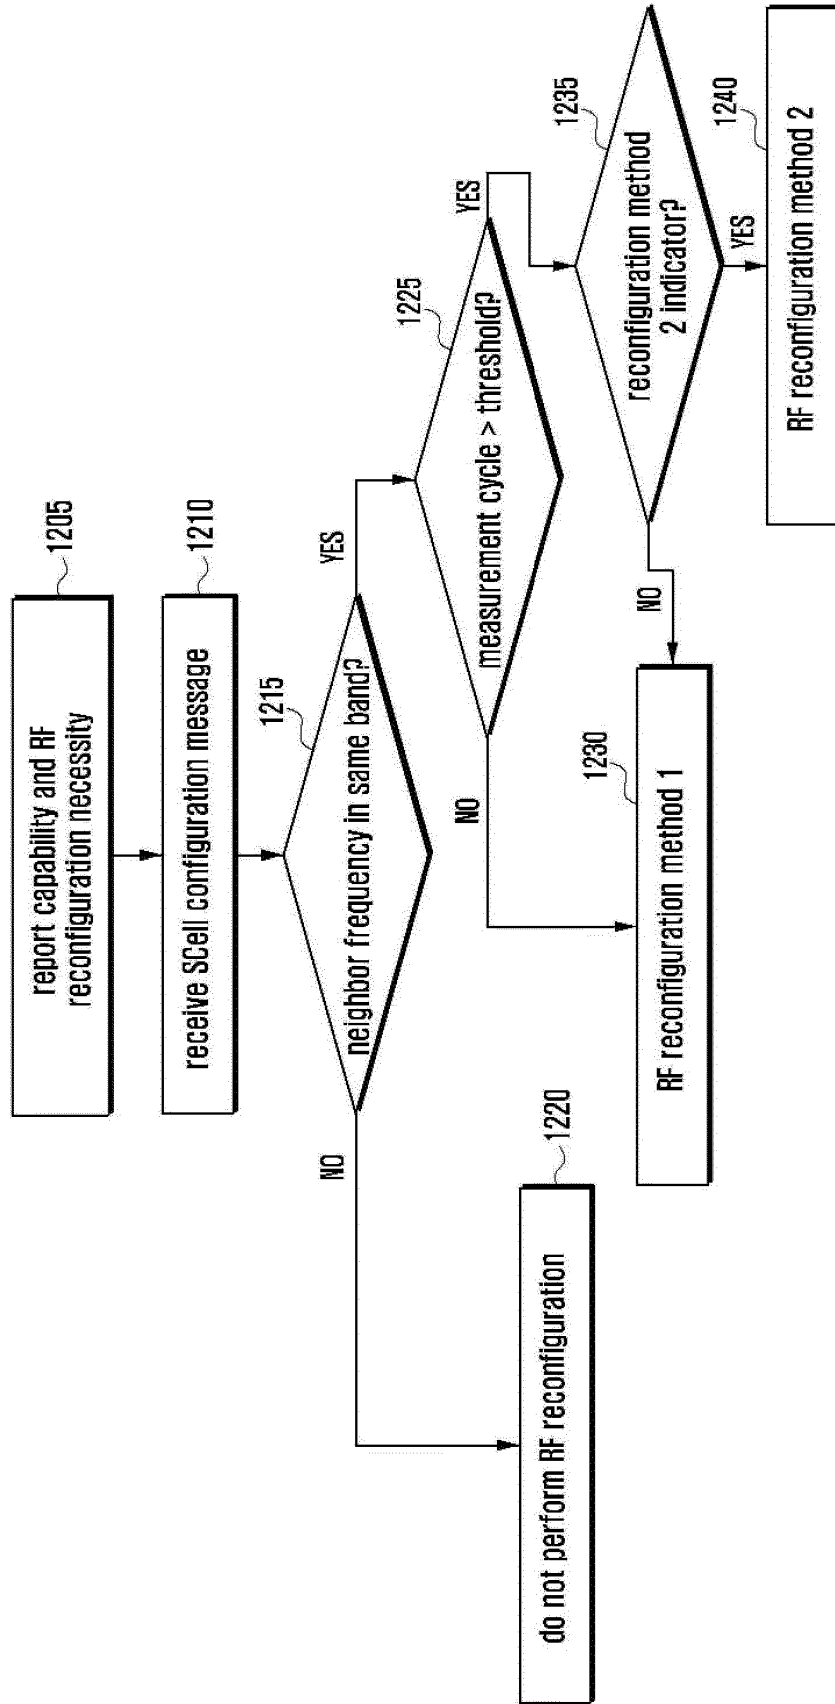 report capability and RF
reconfiguration necessity
1205
receive SCell configuration message
1210
neighbor frequency in same band?
1215
NO
YES
do not perform RF reconfiguration
1220
measurement cycle > threshold?
1225
NO
YES
RF reconfiguration method 1
1230
reconfiguration method
2 indicator?
1235
NO
YES
RF reconfiguration method 2
1240